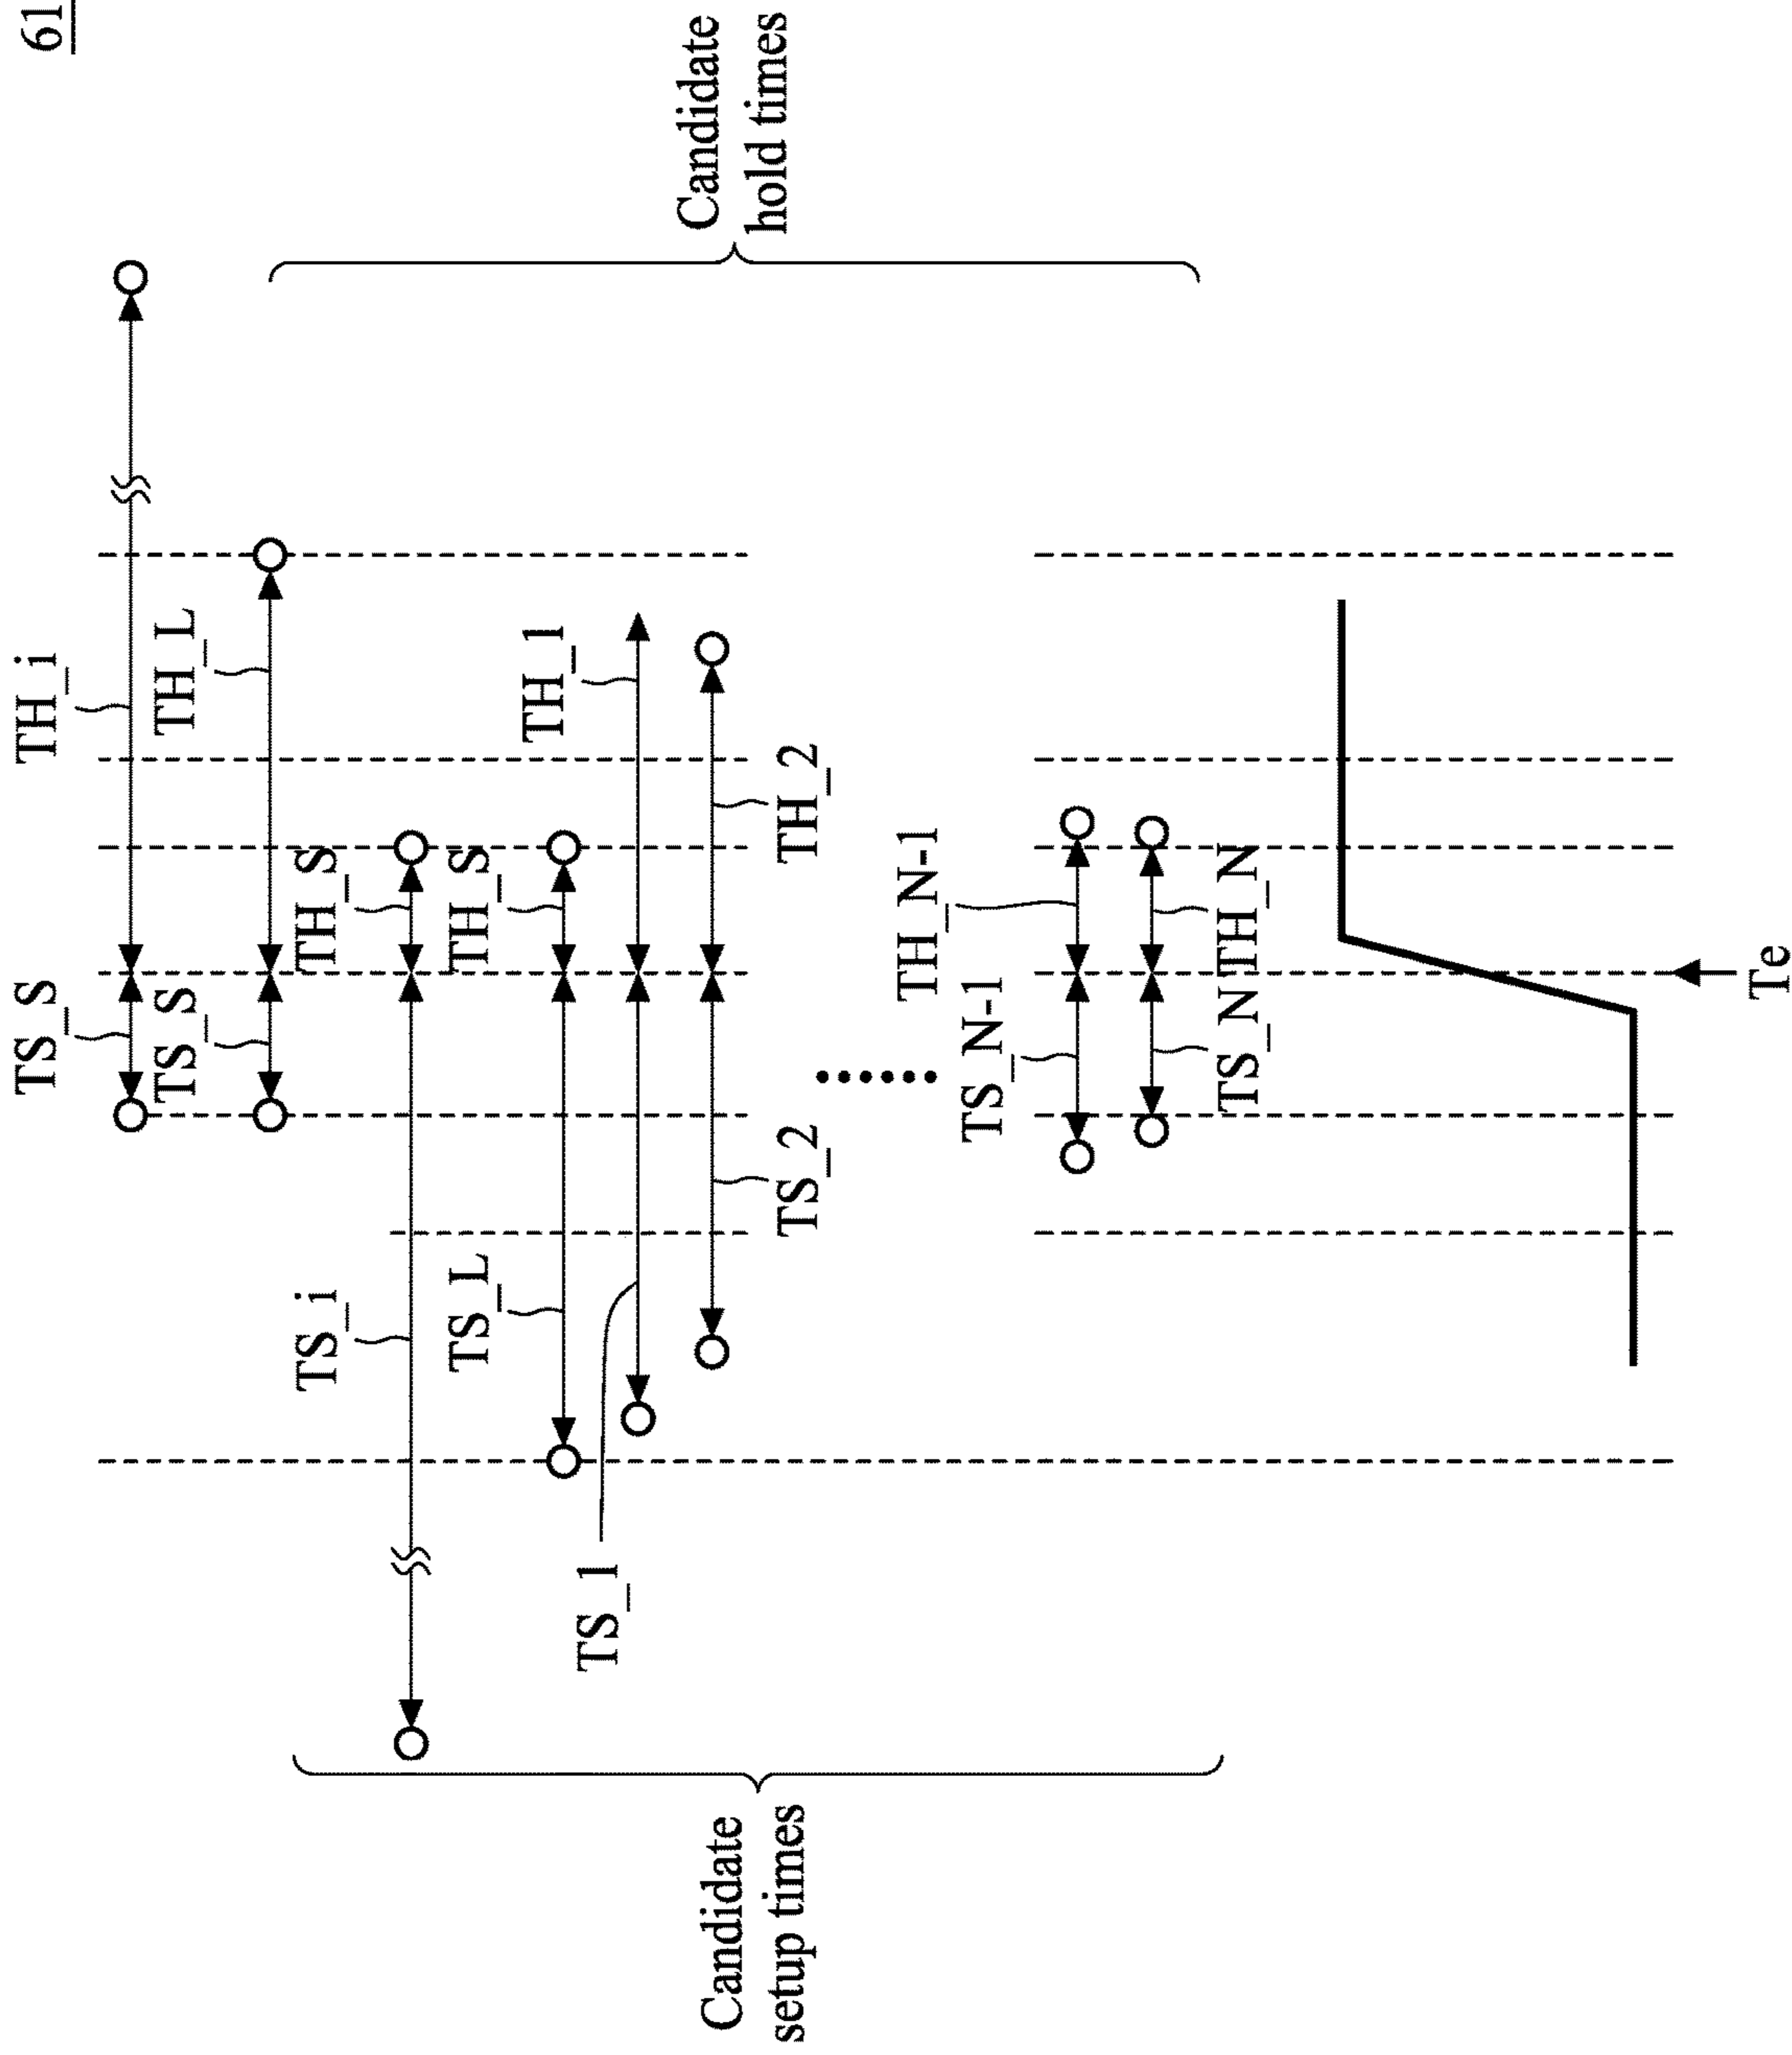 61
TS_S
TH_i
TS_S
TH_L
TS_i
TH_S
TS_L
TH_S
TS_1
TH_1
TS_2
TH_2
Candidate
setup times
Candidate
hold times
TS_N-1
TH_N-1
TS_N
TH_N
Te